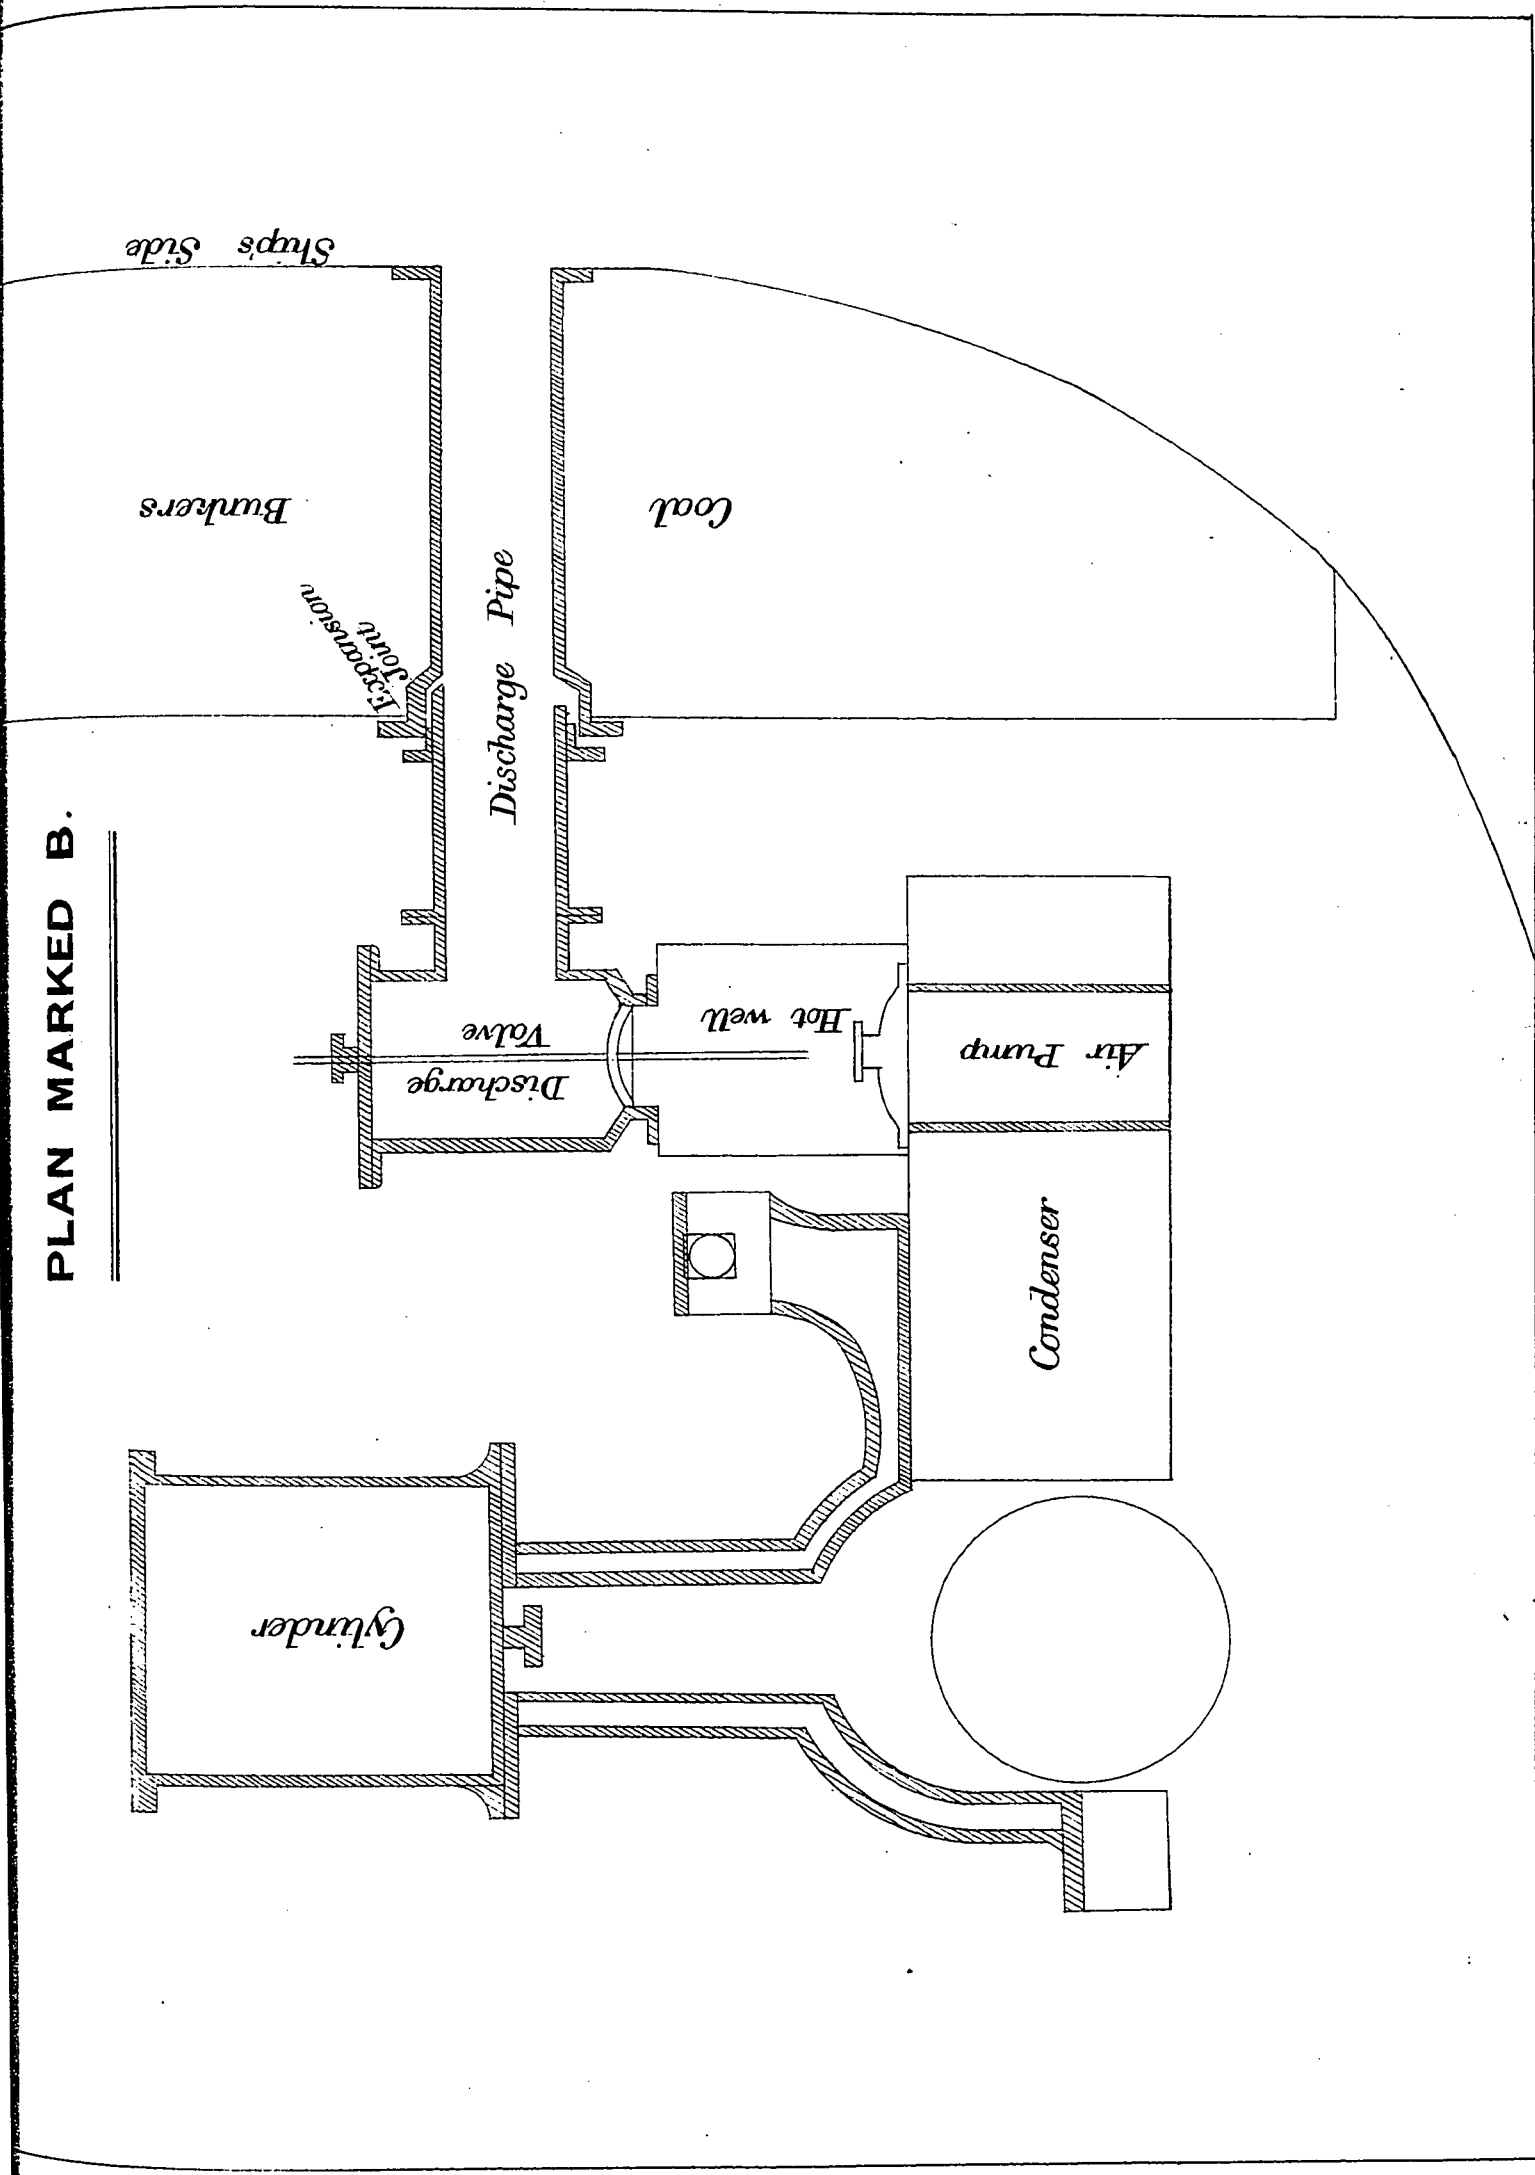 PLAN MARKED B.
Ship's Side
Bunkers
Coal
Expansion
Joint
Discharge Pipe
Discharge
Valve
Hot well
Air Pump
Condenser
Cylinder